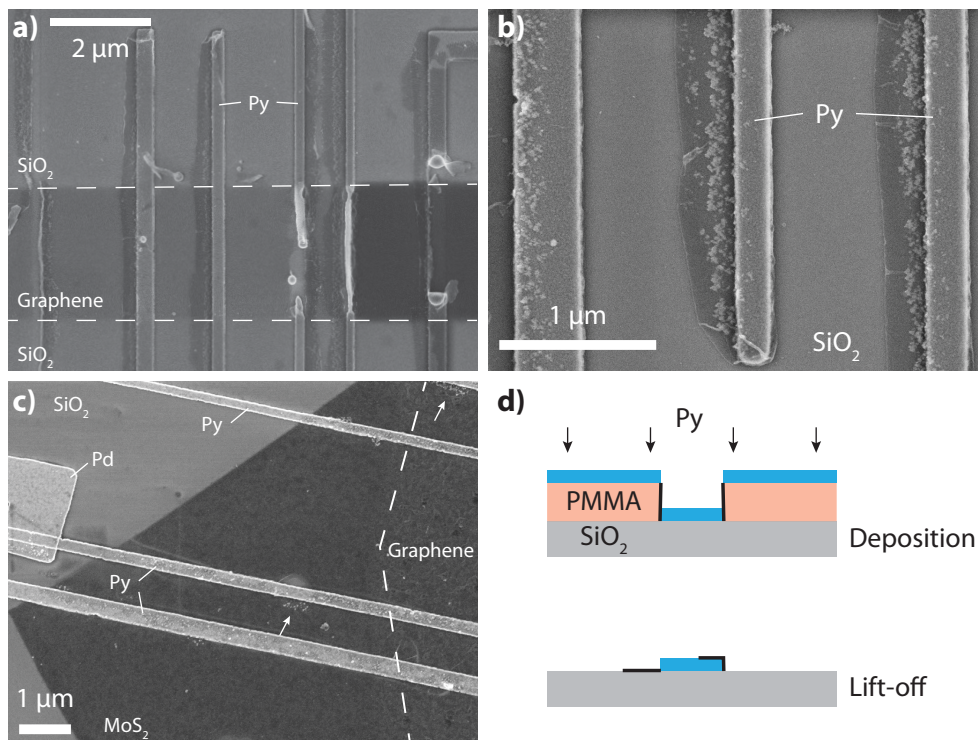 a)
2 μm
Py
SiO₂
Graphene
SiO₂
b)
Py
1 μm
SiO₂
c)
SiO₂
Py
Pd
Graphene
Py
1 μm
MoS₂
d)
Py
PMMA
SiO₂
Deposition
Lift-off